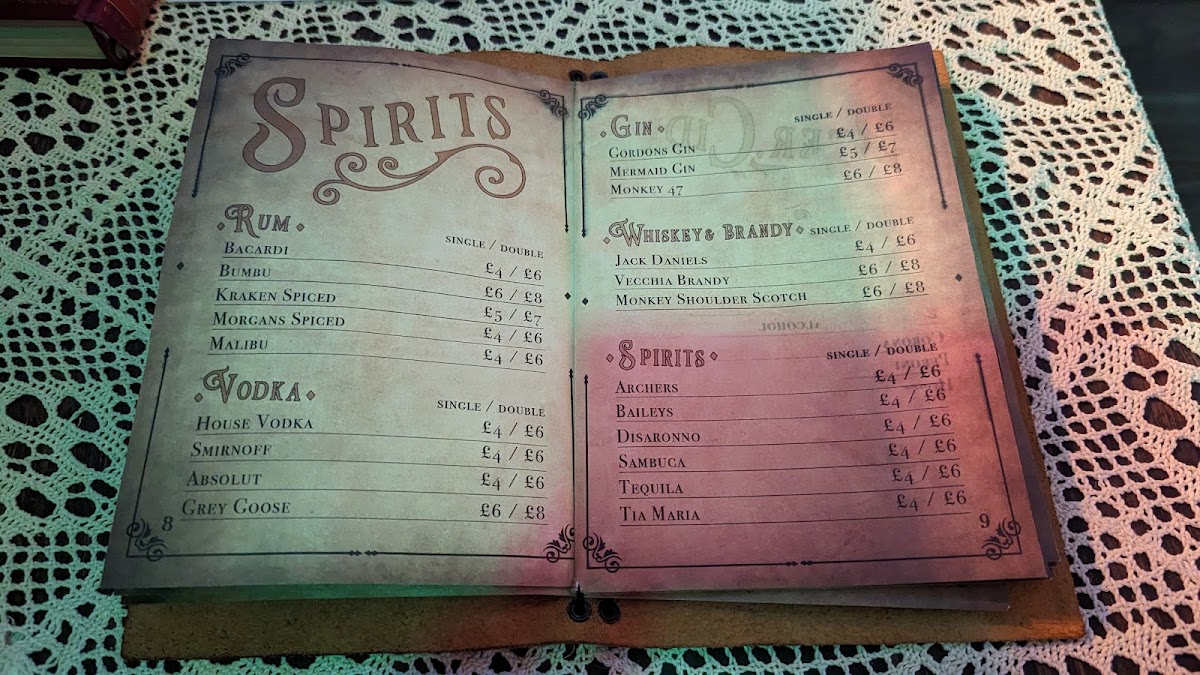 Spirits
Rum
single / double
Bacardi £4 / £6
Bumbu £6 / £8
Kraken Spiced £5 / £7
Morgans Spiced £4 / £6
Malibu £4 / £6
Vodka
single / double
House Vodka £4 / £6
Smirnoff £4 / £6
Absolut £4 / £6
Grey Goose £6 / £8
8
Gin single / double
Gordons Gin £4 / £6
Mermaid Gin £5 / £7
Monkey 47 £6 / £8
Whiskey & Brandy single / double
Jack Daniels £4 / £6
Vecchia Brandy £6 / £8
Monkey Shoulder Scotch £6 / £8
Spirits single / double
Archers £4 / £6
Baileys £4 / £6
Disaronno £4 / £6
Sambuca £4 / £6
Tequila £4 / £6
Tia Maria £4 / £6
9